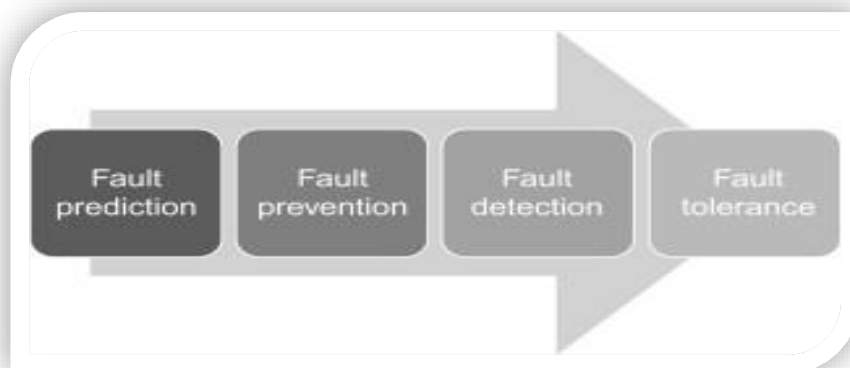 Fault
prediction
Fault
prevention
Fault
detection
Fault
tolerance